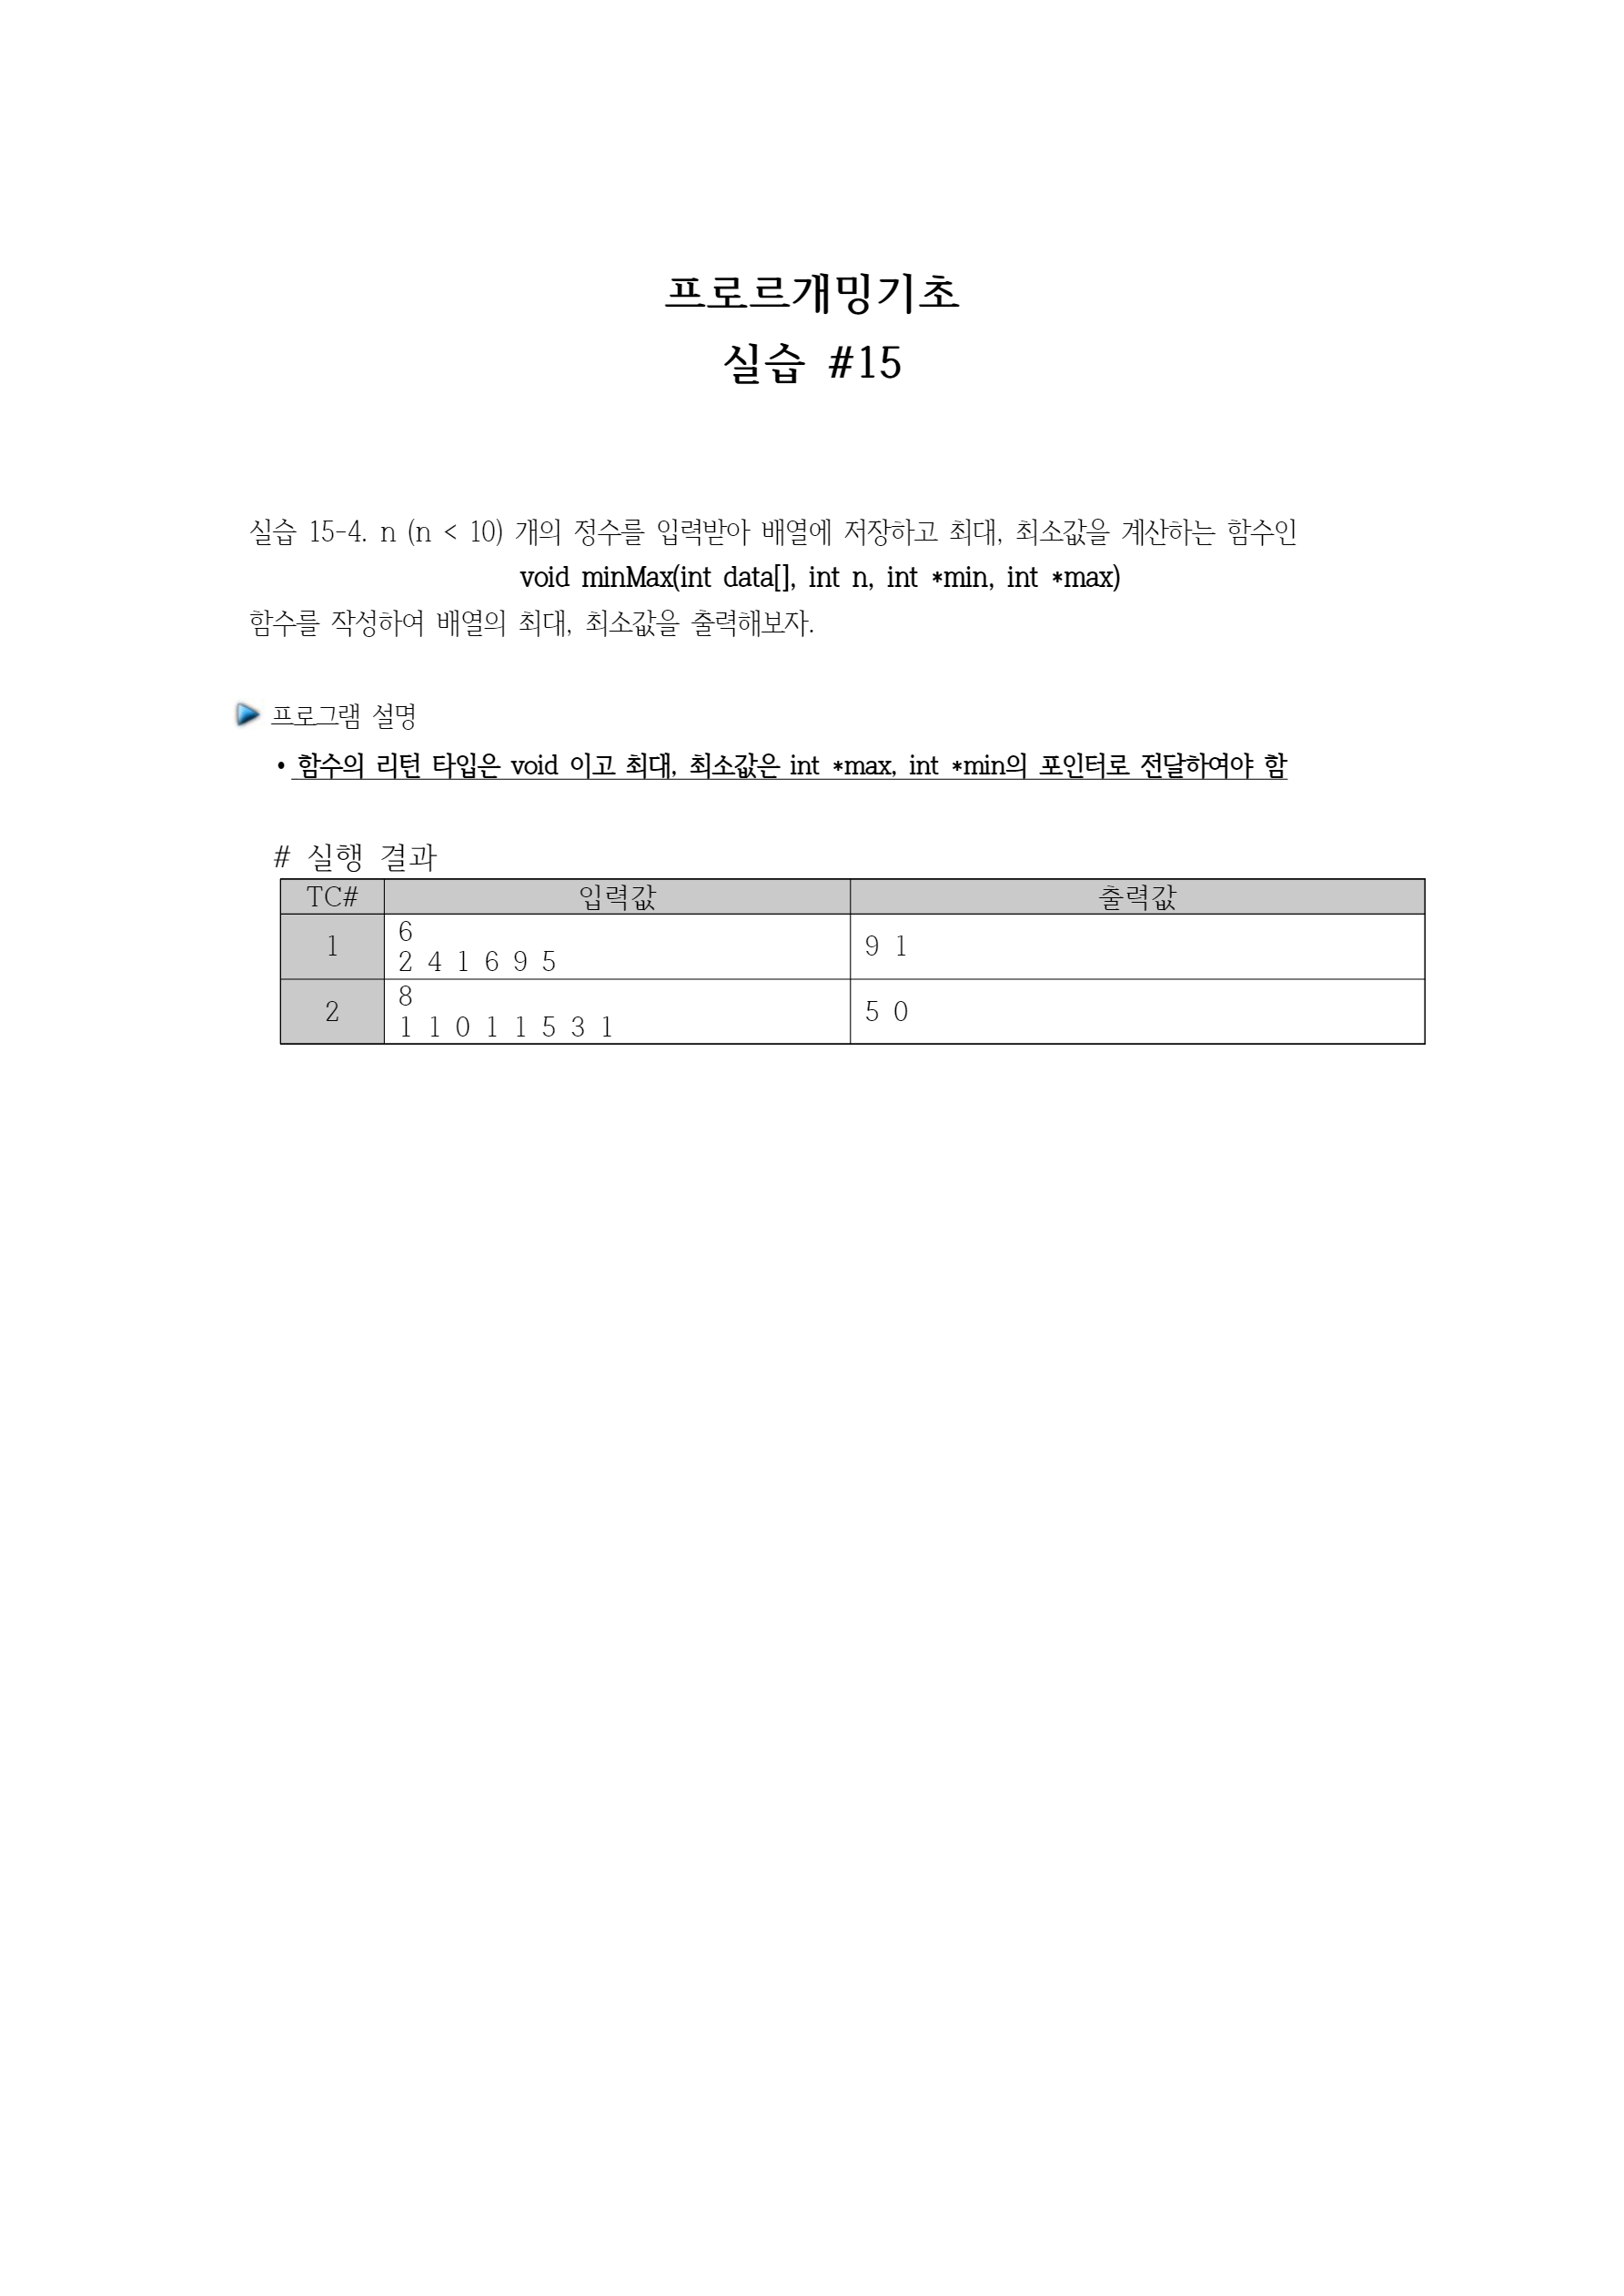 프로르개밍기초
실습 #15
실습 15-4. n (n < 10) 개의 정수를 입력받아 배열에 저장하고 최대, 최소값을 계산하는 함수인
void minMax(int data[], int n, int *min, int *max)
함수를 작성하여 배열의 최대, 최소값을 출력해보자.
프로그램 설명
• 함수의 리턴 타입은 void 이고 최대, 최소값은 int *max, int *min의 포인터로 전달하여야 함
# 실행 결과
TC# 입력값 출력값
1
6
2 4 1 6 9 5
9 1
2
8
1 1 0 1 1 5 3 1
5 0